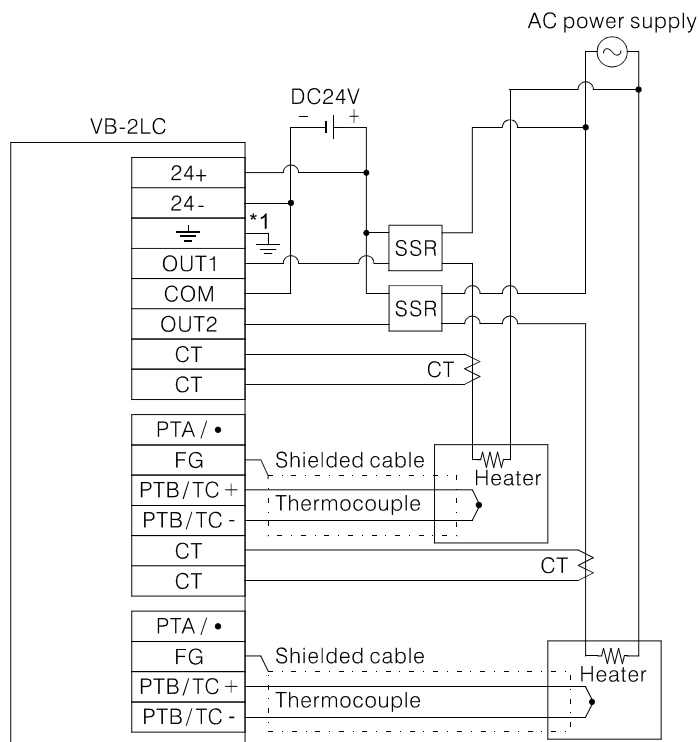 AC power supply
DC24V
− +
VB-2LC
24+
24-
*1
OUT1
COM
OUT2
CT
CT
SSR
SSR
CT
PTA/•
FG
PTB/TC+
PTB/TC-
CT
CT
Shielded cable
Thermocouple
Heater
CT
PTA/•
FG
PTB/TC+
PTB/TC-
Shielded cable
Thermocouple
Heater